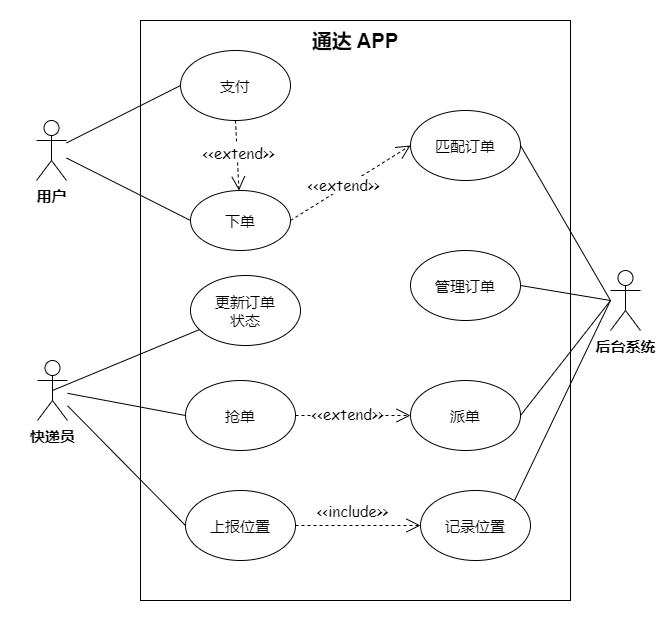 通达 APP
支付
<<extend>>
匹配订单
用户
<<extend>>
下单
管理订单
更新订单
状态
后台系统
抢单
<<extend>>
派单
快递员
<<include>>
上报位置
记录位置